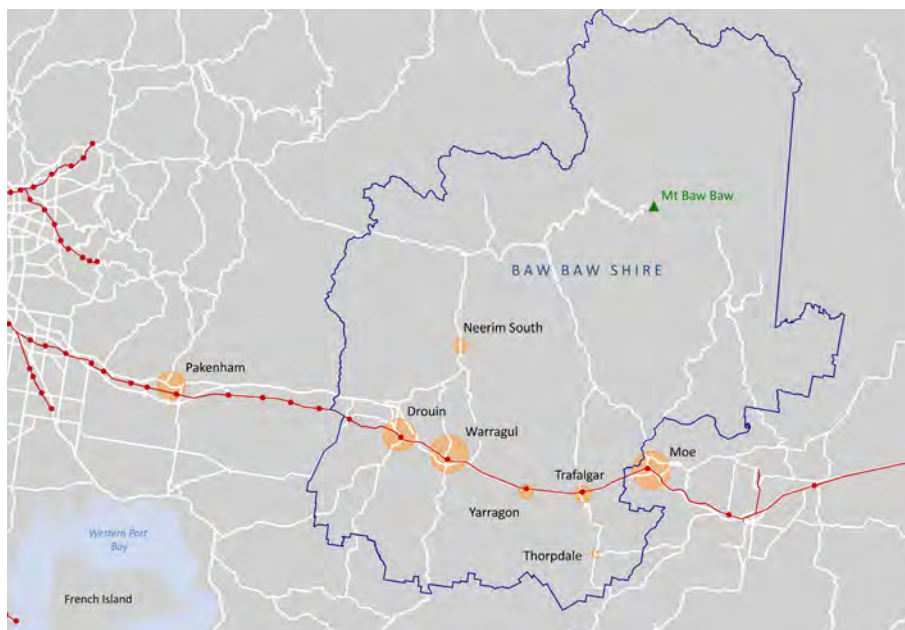 Mt Baw Baw
BAW BAW SHIRE
Neerim South
Pakenham
Drouin
Warragul
Moe
Trafalgar
Yarragon
Western Port
Bay
Thorpdale
French Island